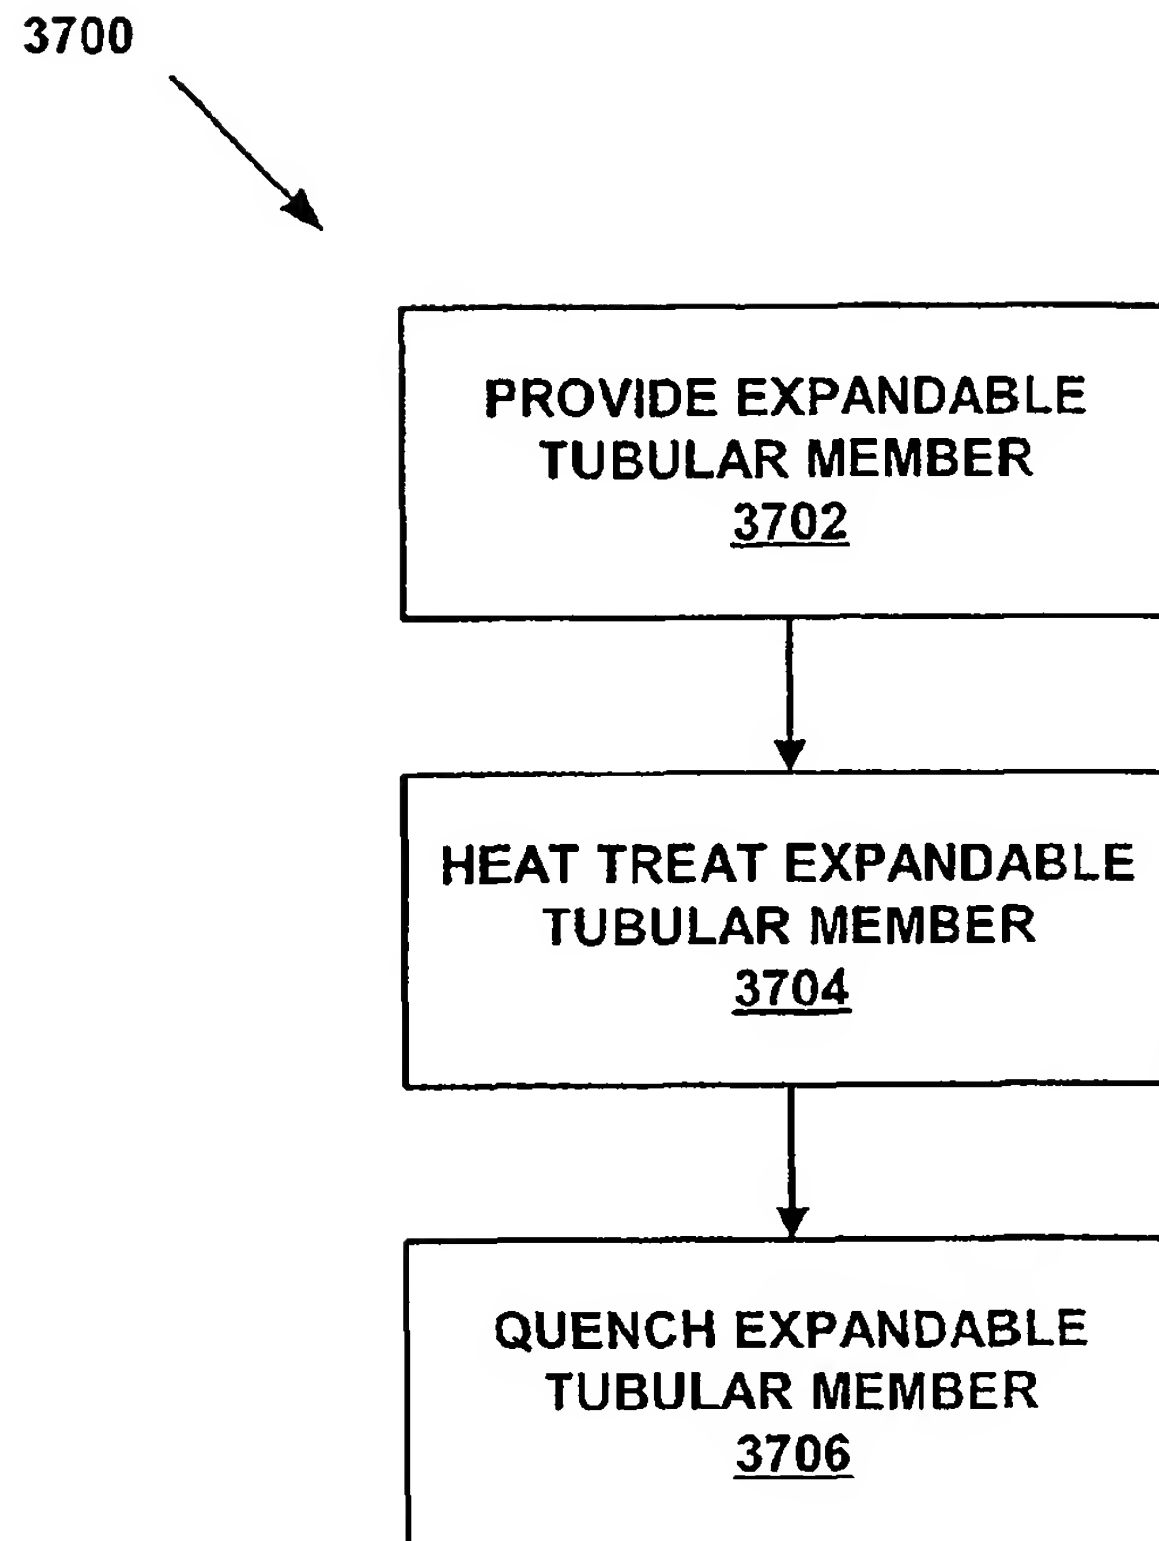 3700
PROVIDE EXPANDABLE
TUBULAR MEMBER
3702
HEAT TREAT EXPANDABLE
TUBULAR MEMBER
3704
QUENCH EXPANDABLE
TUBULAR MEMBER
3706